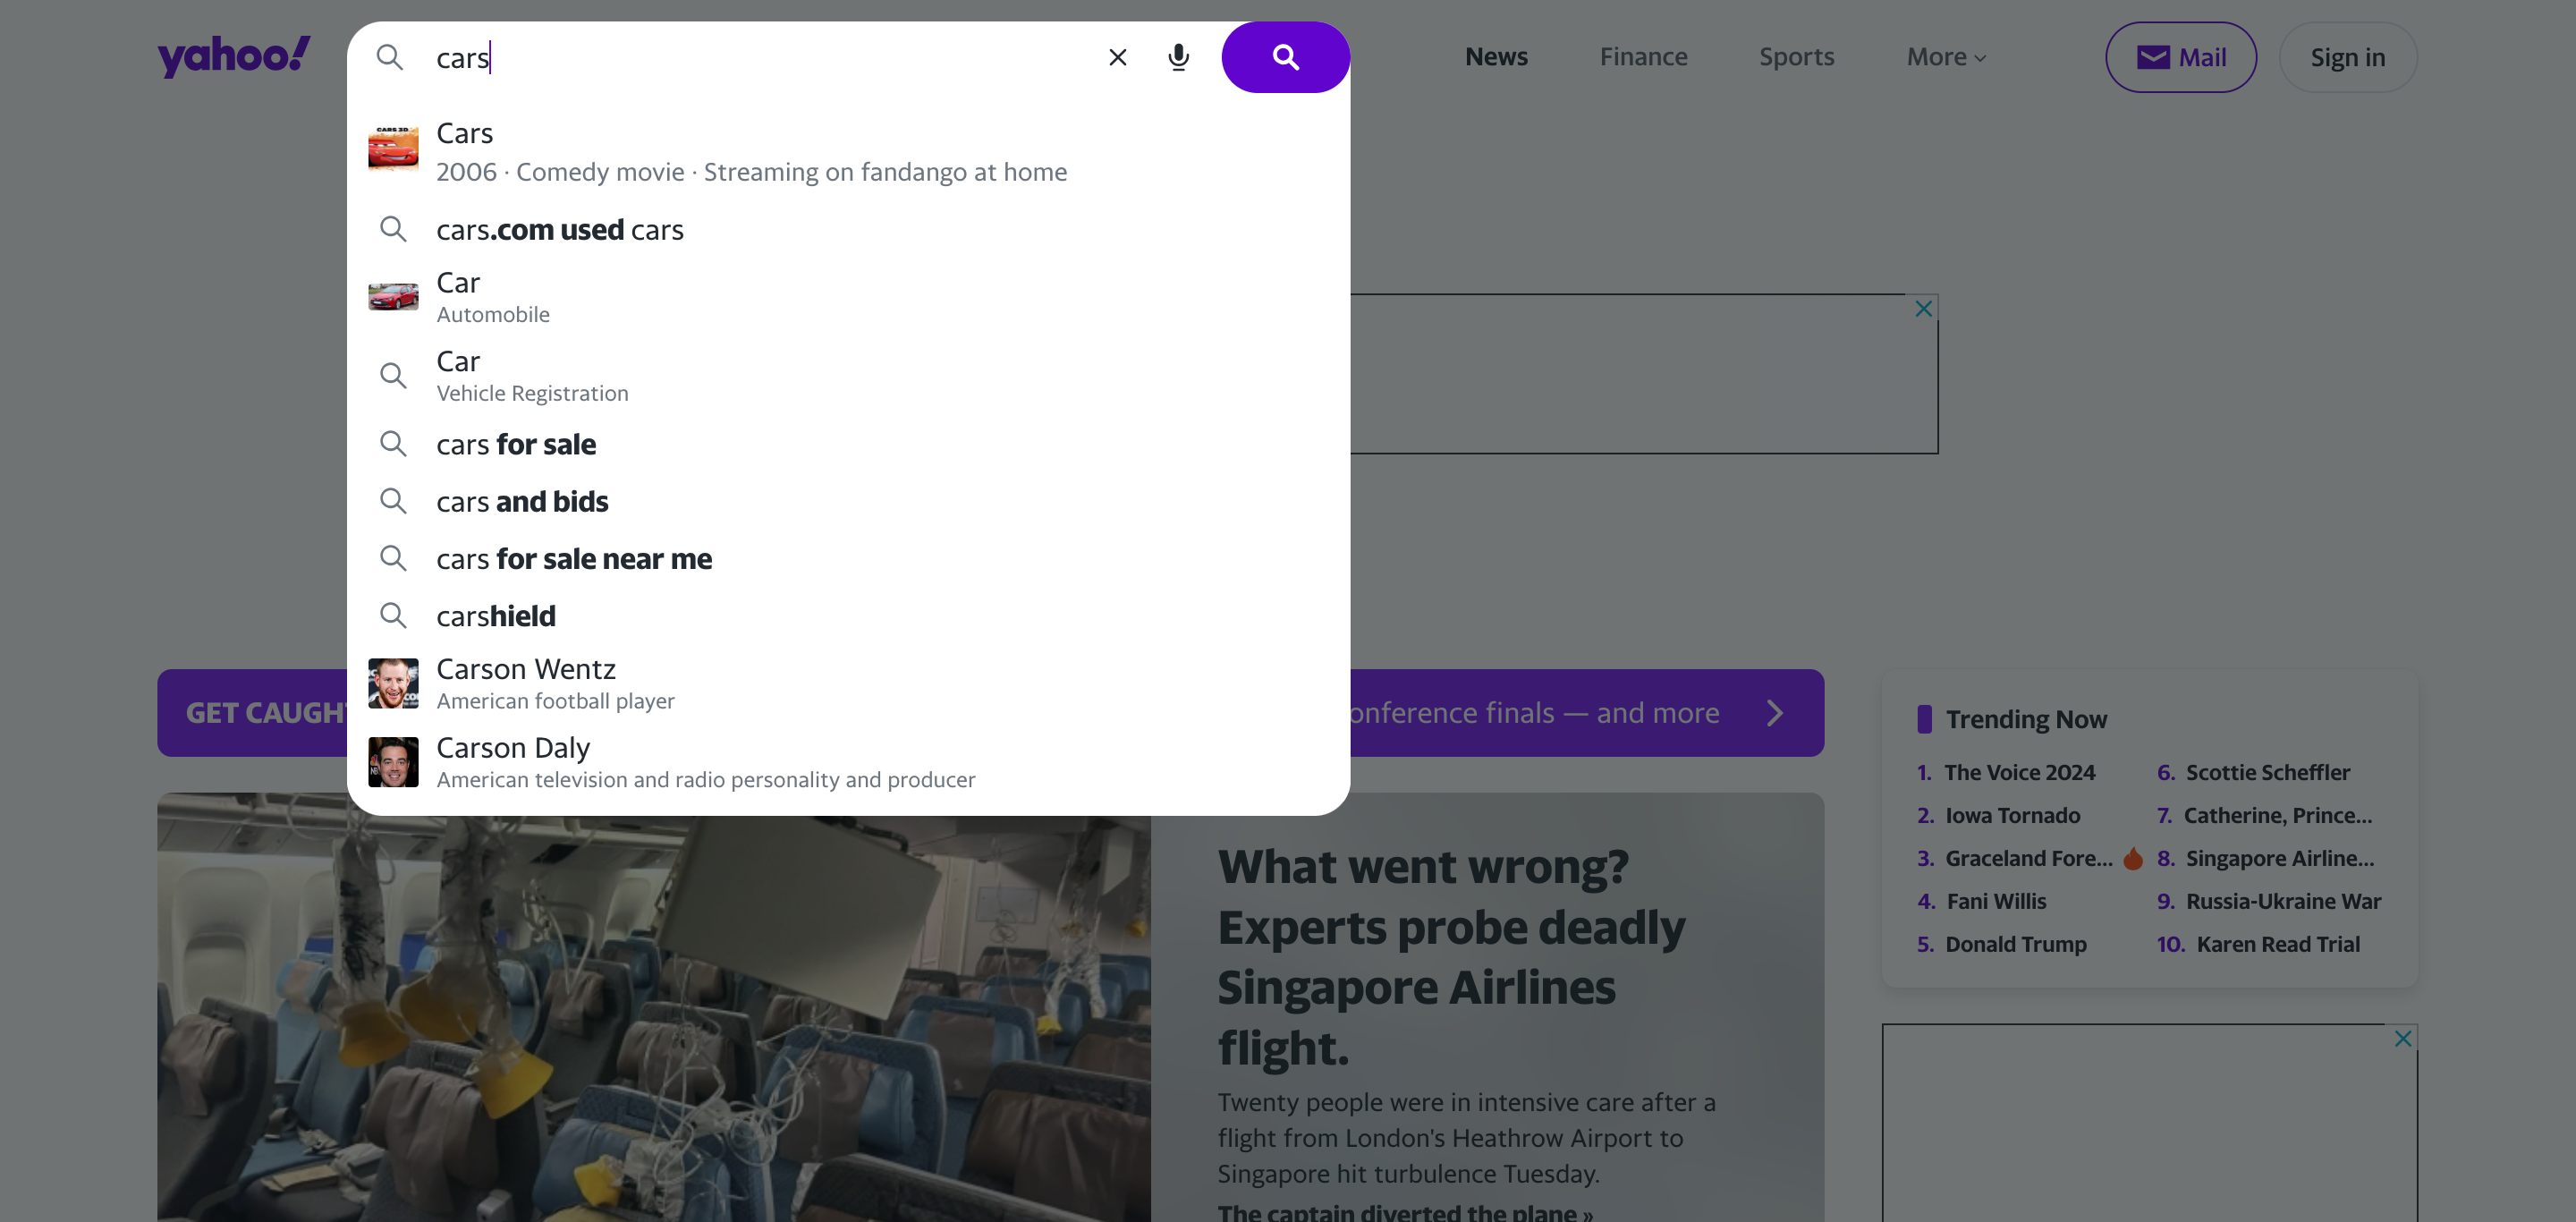 yahoo!
cars
News
Finance
Sports
More
Mail
Sign in
CARS 2D
Cars
2006 · Comedy movie · Streaming on fandango at home
cars.com used cars
Car
Automobile
Car
Vehicle Registration
cars for sale
cars and bids
cars for sale near me
carshield
Carson Wentz
American football player
Carson Daly
American television and radio personality and producer
GET CAUGH
onference finals — and more
What went wrong?
Experts probe deadly
Singapore Airlines
flight.
Twenty people were in intensive care after a
flight from London's Heathrow Airport to
Singapore hit turbulence Tuesday.
The captain diverted the plane »
Trending Now
1. The Voice 2024
2. Iowa Tornado
3. Graceland Fore...
4. Fani Willis
5. Donald Trump
6. Scottie Scheffler
7. Catherine, Prince...
8. Singapore Airline...
9. Russia-Ukraine War
10. Karen Read Trial